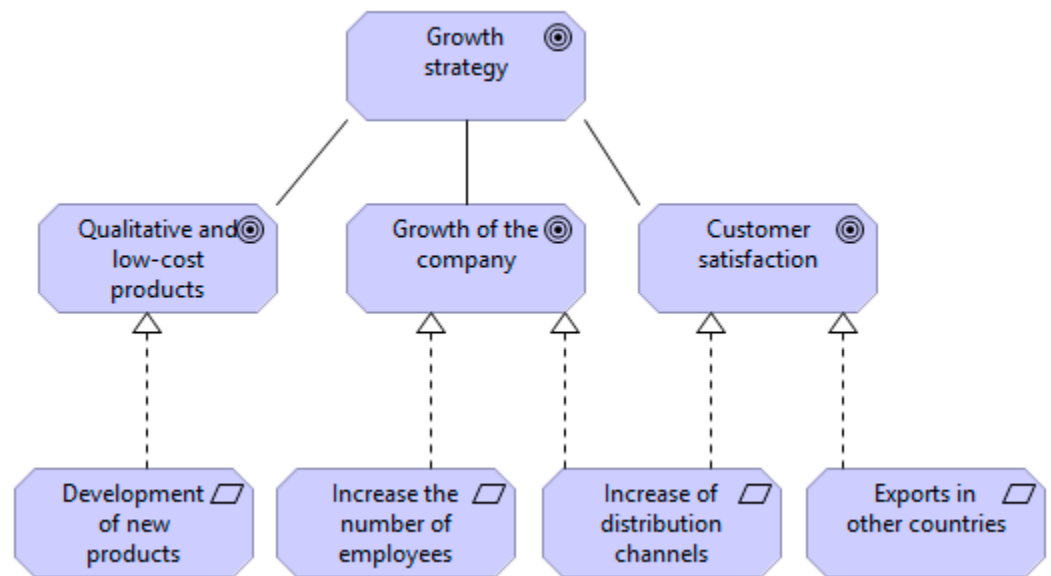 Growth
strategy
Qualitative and
low-cost
products
Growth of the
company
Customer
satisfaction
Development
of new
products
Increase the
number of
employees
Increase of
distribution
channels
Exports in
other countries